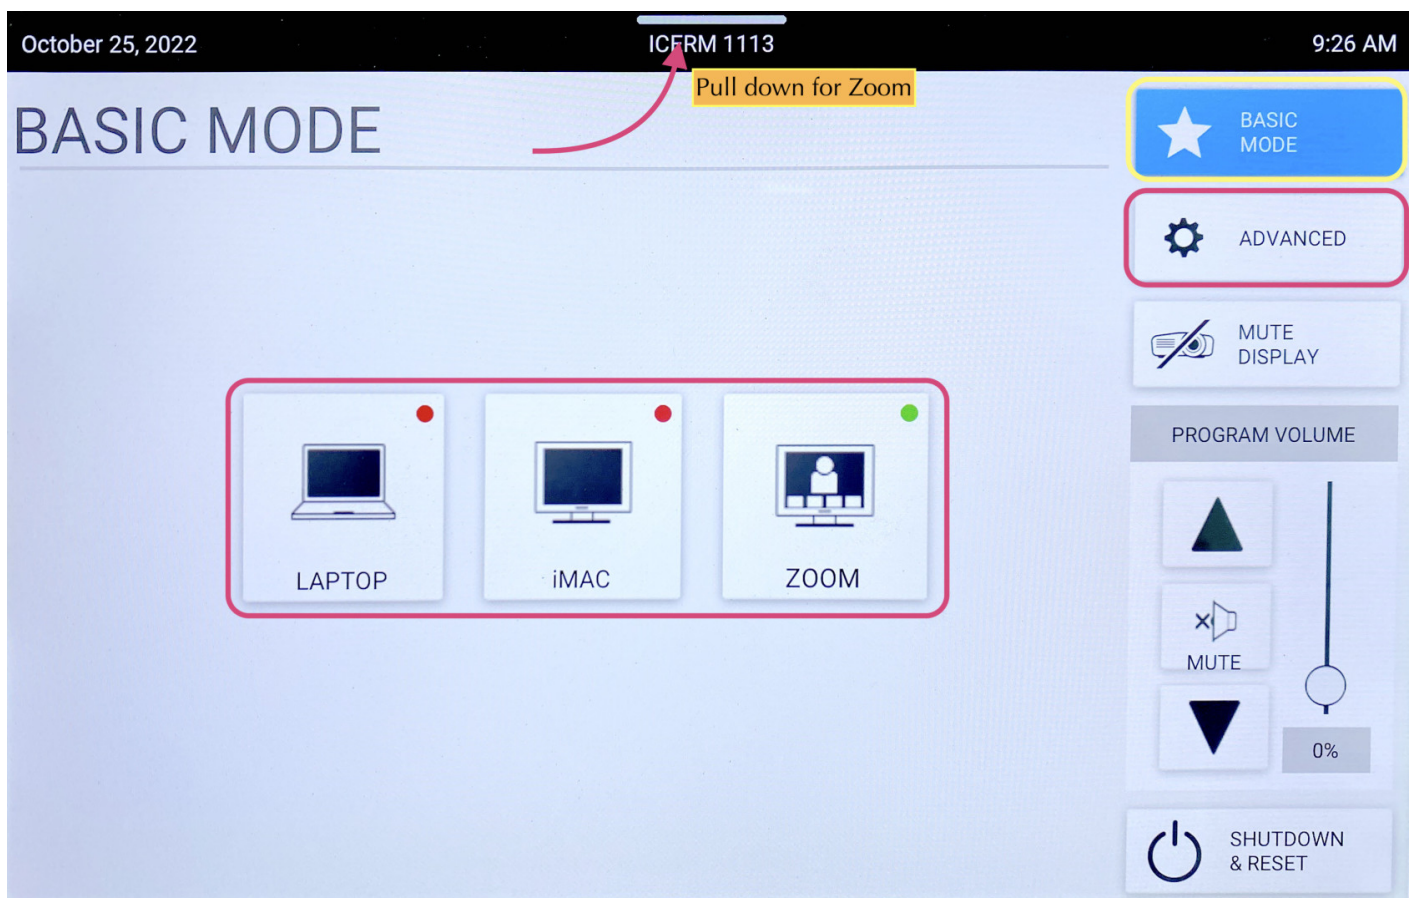 October 25, 2022
ICERM 1113
9:26 AM
Pull down for Zoom
BASIC MODE
BASIC
MODE
ADVANCED
MUTE
DISPLAY
PROGRAM VOLUME
LAPTOP
iMAC
ZOOM
MUTE
0%
SHUTDOWN
& RESET